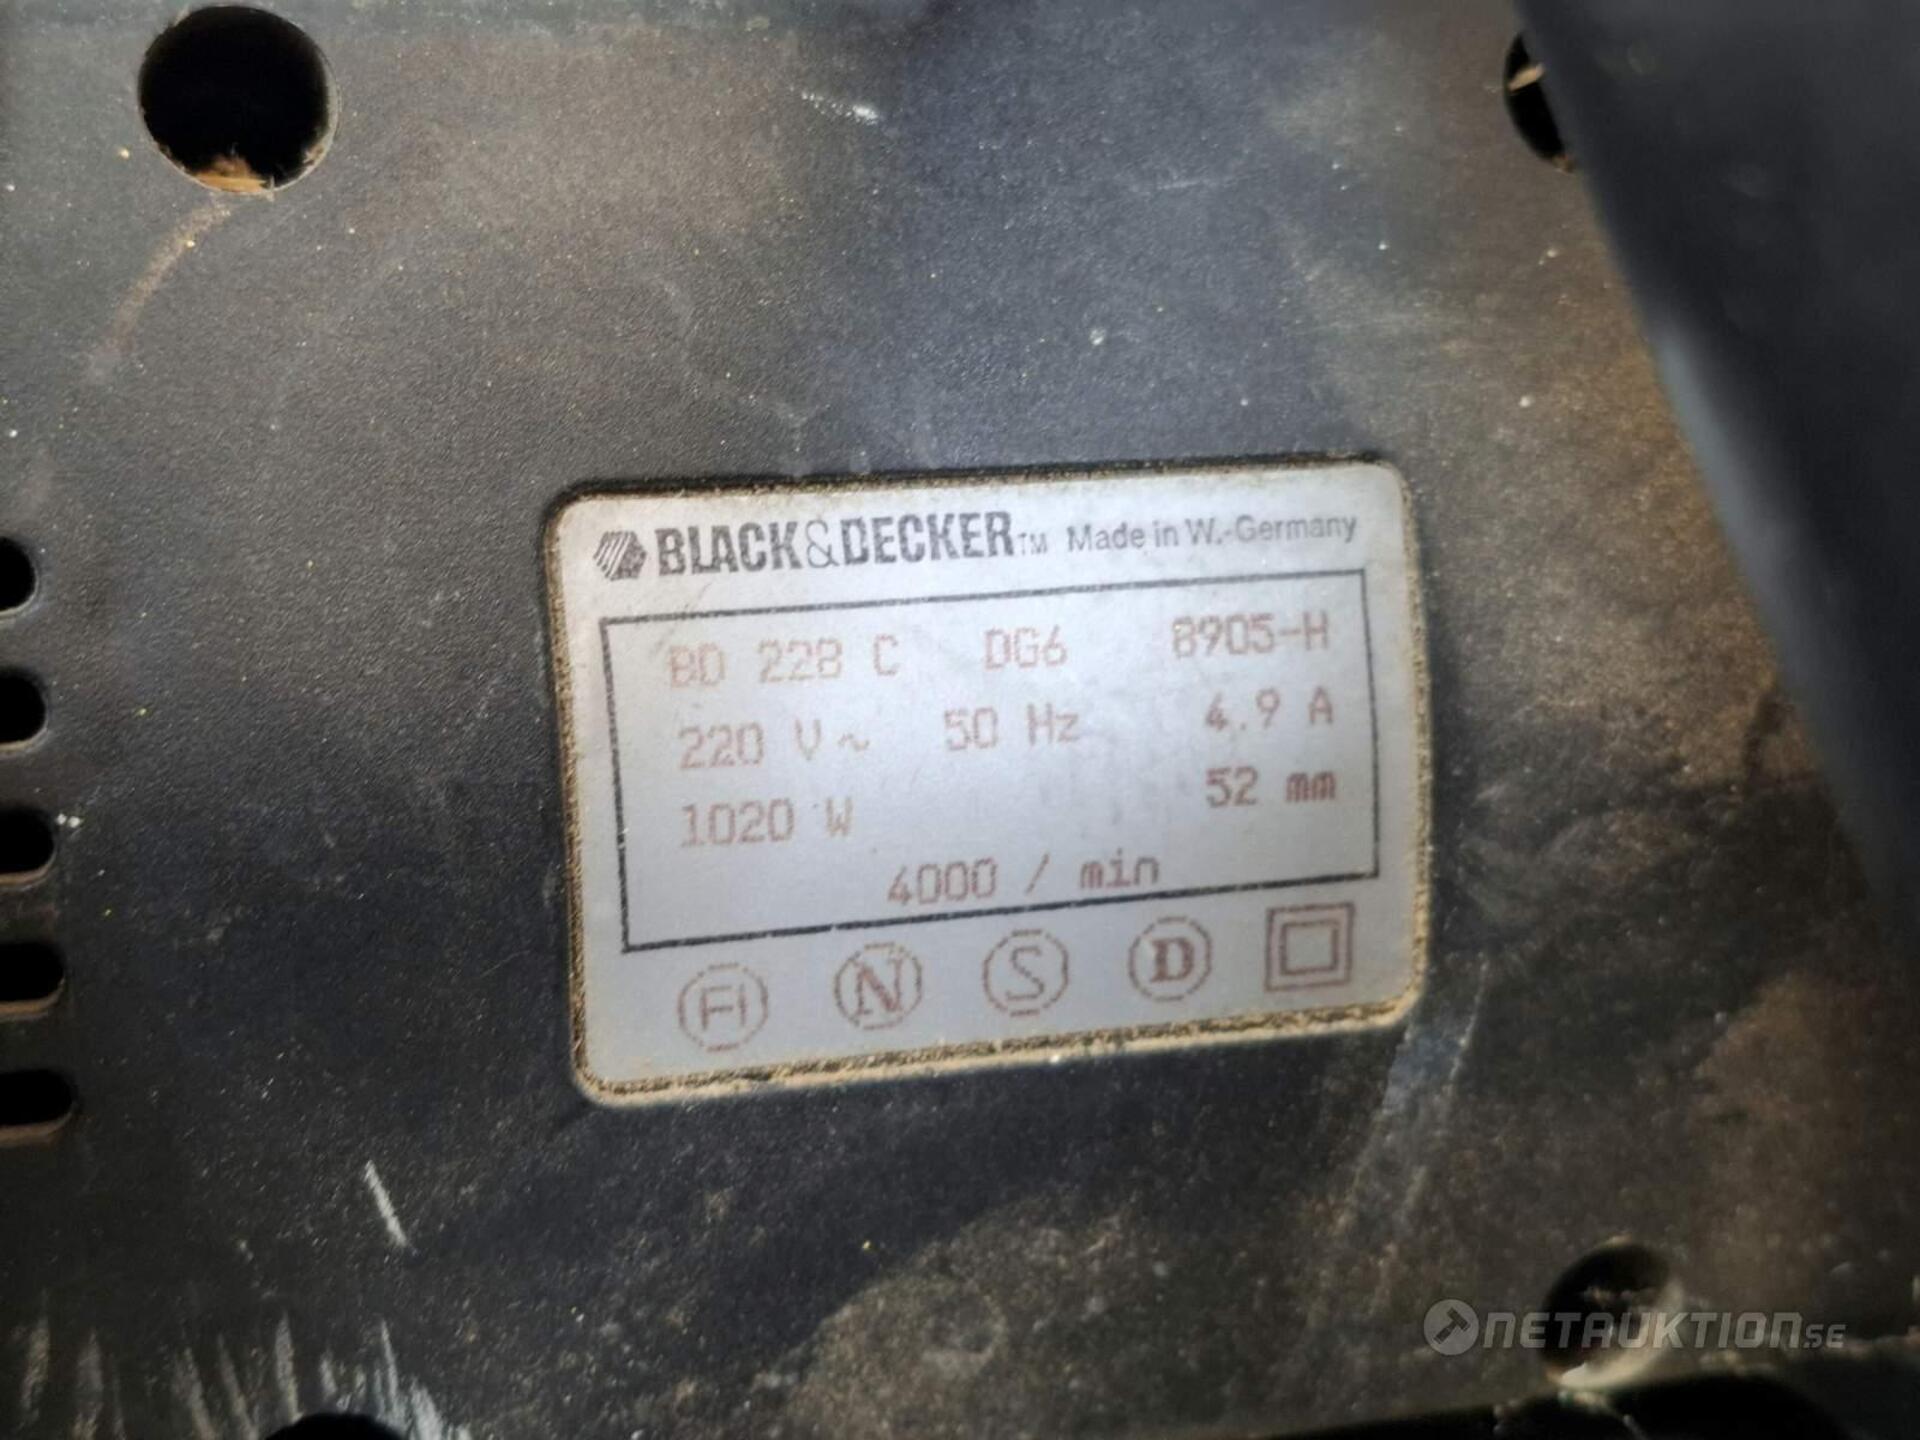 BLACK&DECKER TM Made in W.-Germany
BD 228 C DG6 8905-H
220 V ~ 50 Hz 4.9 A
1020 W 52 mm
4000 / min
FI N S D
NETAUKTION.SE